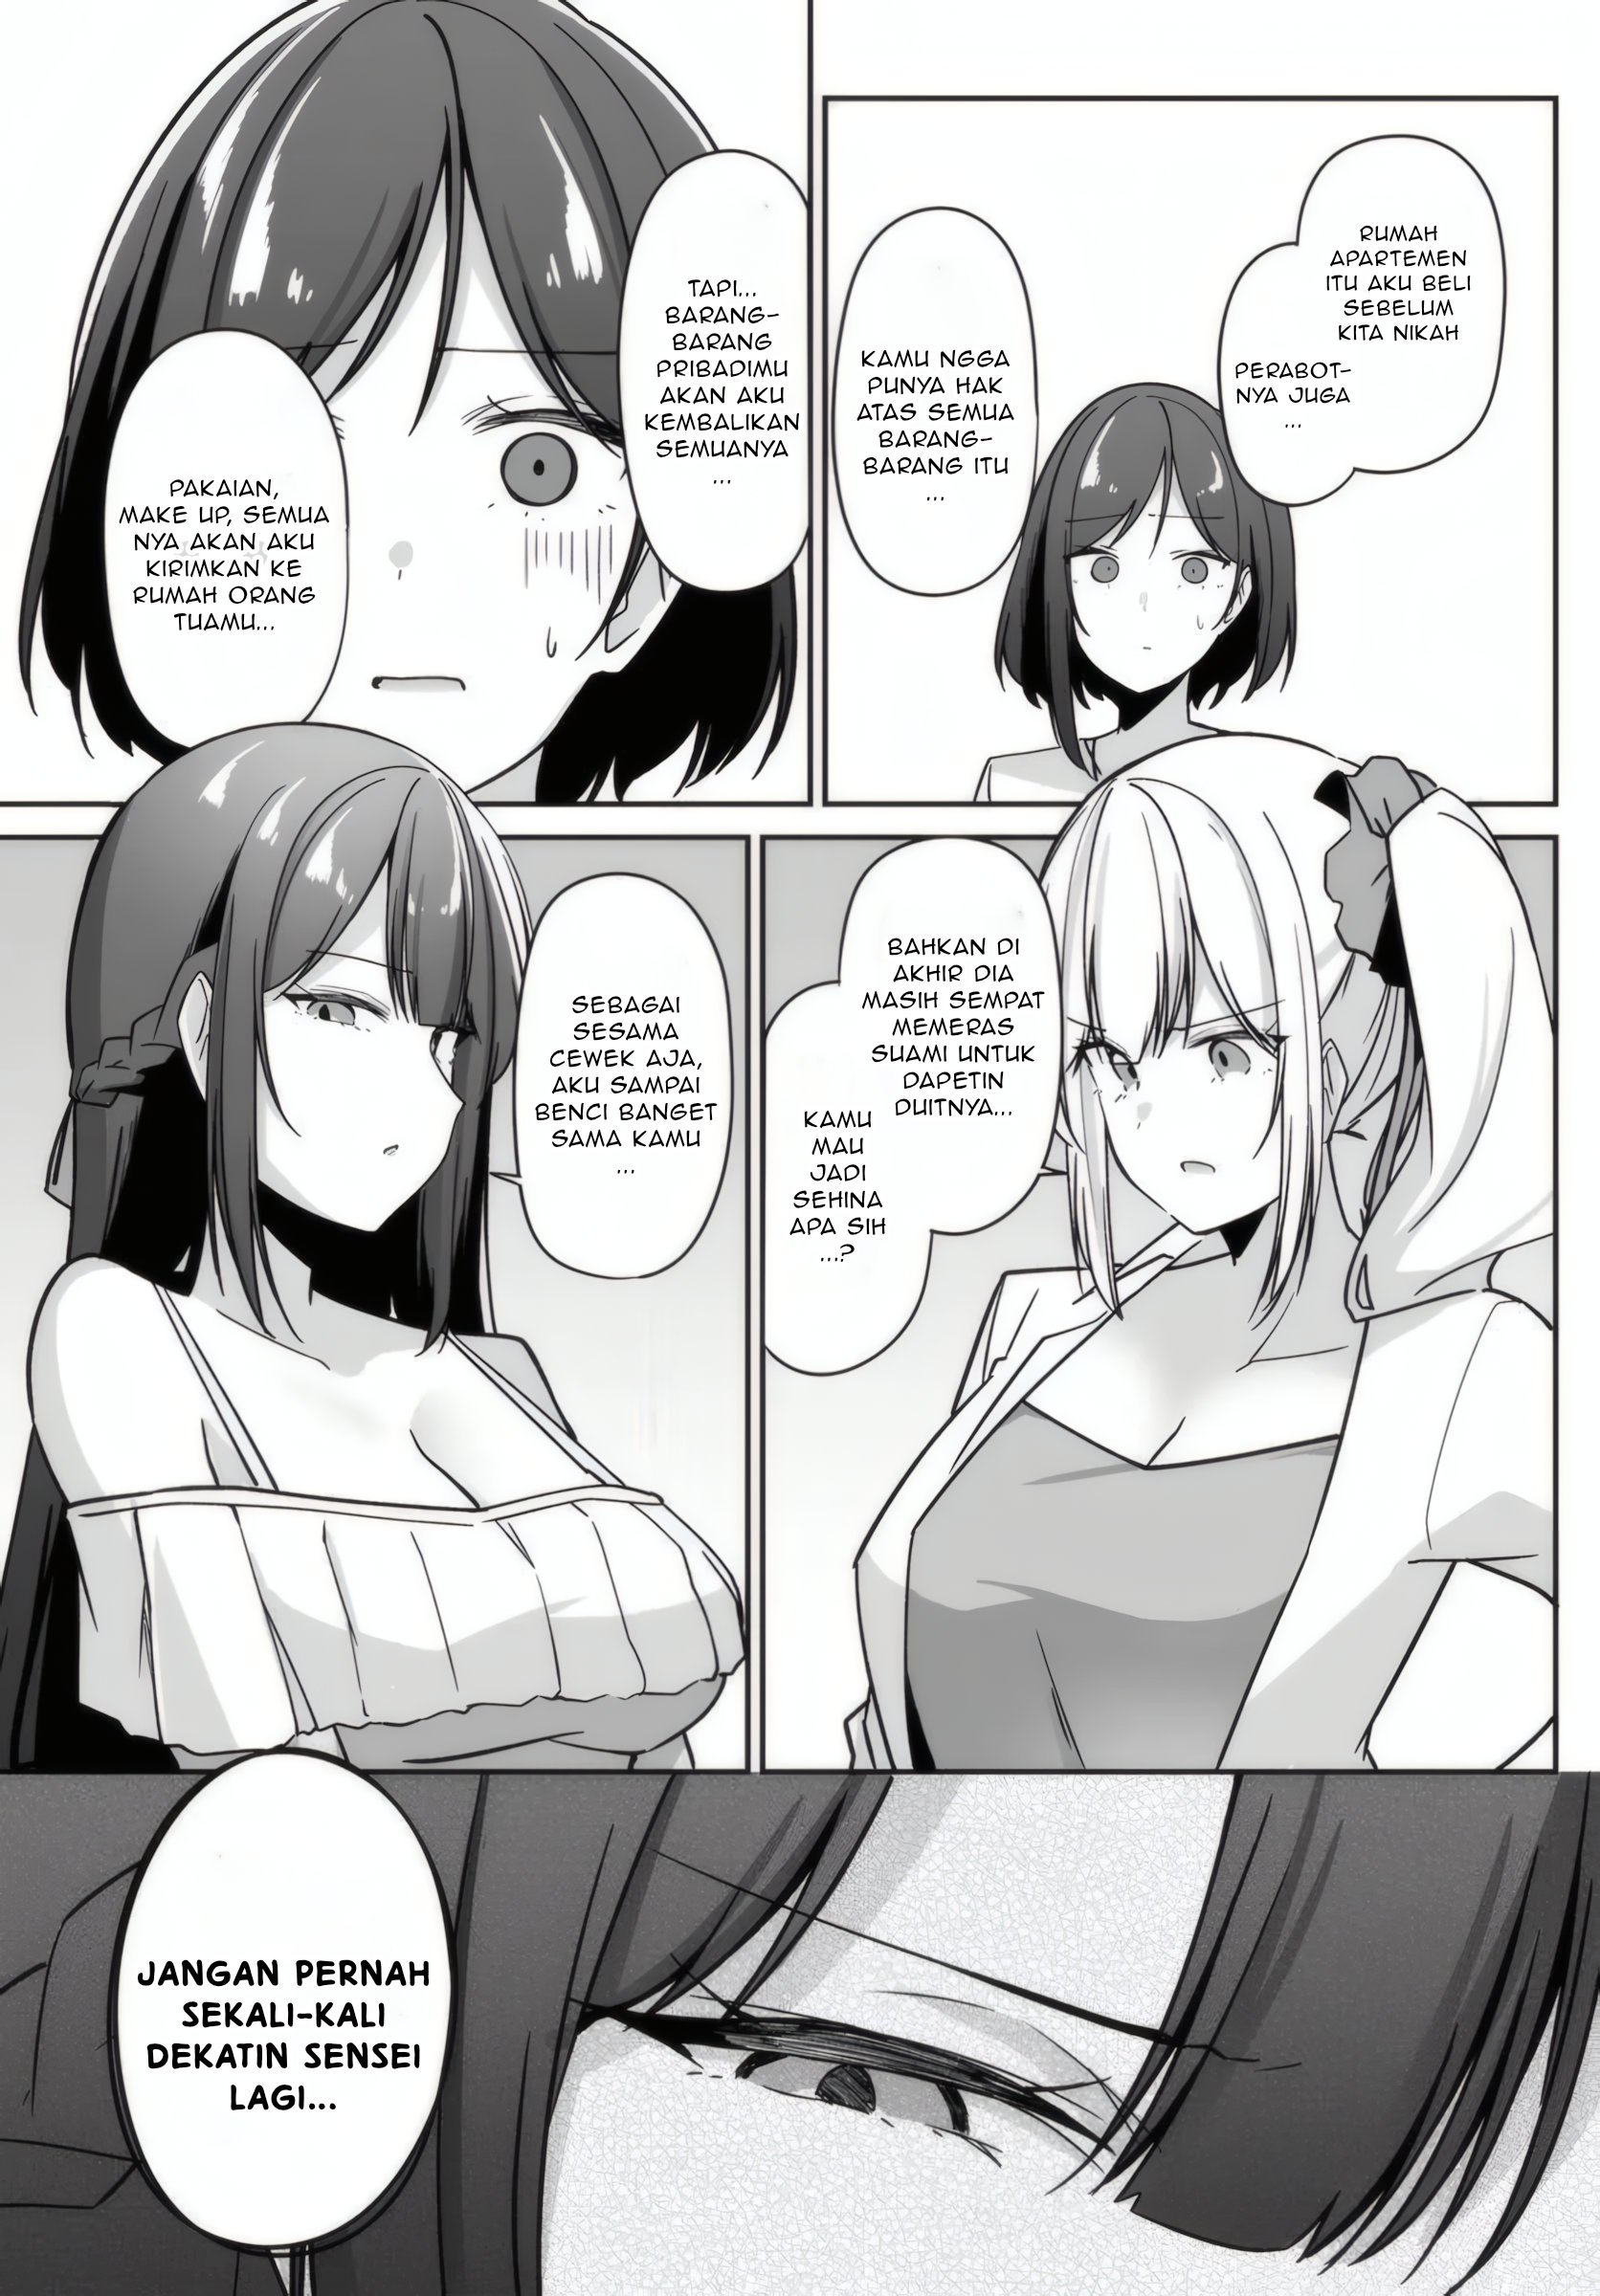 RUMAH
APARTEMEN
ITU AKU BELI
SEBELUM
KITA NIKAH
PERABOT-
NYA JUGA
...
KAMU NGGA
PUNYA HAK
ATAS SEMUA
BARANG-
BARANG ITU
...
TAPI...
BARANG-
BARANG
PRIBADIMU
AKAN AKU
KEMBALIKAN
SEMUANYA
...
PAKAIAN,
MAKE UP, SEMUA
NYA AKAN AKU
KIRIMKAN KE
RUMAH ORANG
TUAMU...
BAHKAN DI
AKHIR DIA
MASIH SEMPAT
MEMERAS
SUAMI UNTUK
DAPETIN
DUITNYA...
KAMU
MAU
JADI
SEHINA
APA SIH
...?
SEBAGAI
SESAMA
CEWEK AJA,
AKU SAMPAI
BENCI BANGET
SAMA KAMU
...
JANGAN PERNAH
SEKALI-KALI
DEKATIN SENSEI
LAGI...